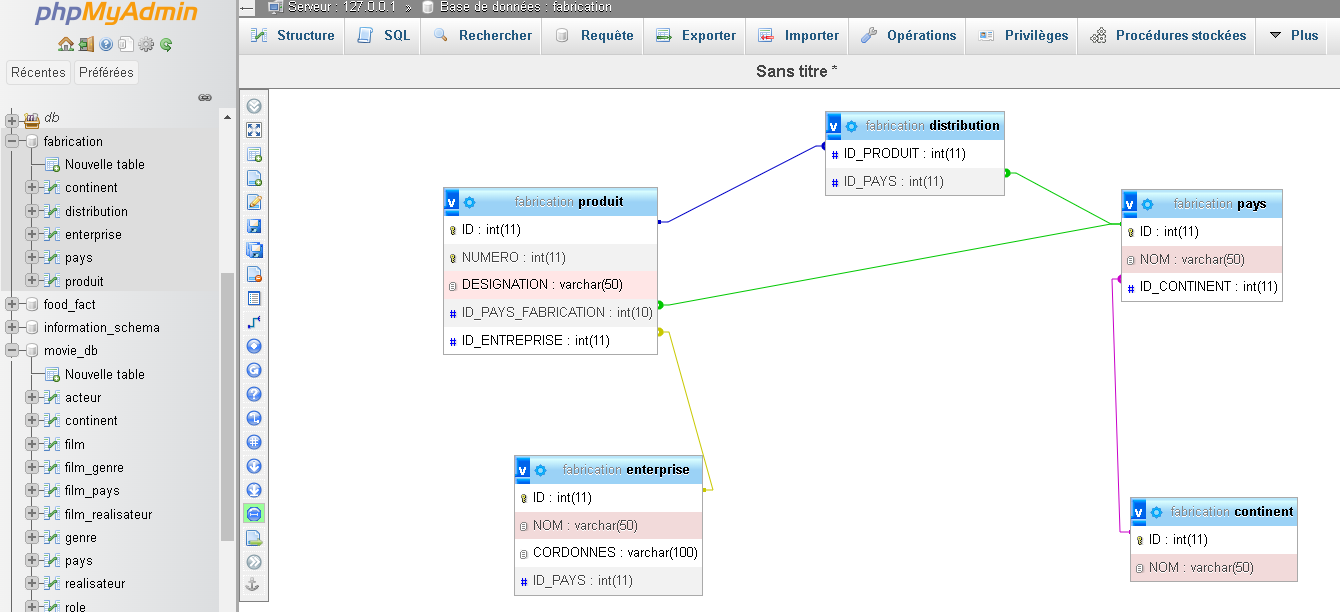 phpMyAdmin
Serveur : 127.0.0.1 » Base de données : fabrication
Structure SQL Rechercher Requête Exporter Importer Opérations Privilèges Procédures stockées Plus
Récentes Préférées
Sans titre *
db
fabrication
Nouvelle table
continent
distribution
enterprise
pays
produit
food_fact
information_schema
movie_db
Nouvelle table
acteur
continent
film
film_genre
film_pays
film_realisateur
genre
pays
realisateur
role
v fabrication distribution
# ID_PRODUIT : int(11)
# ID_PAYS : int(11)
v fabrication produit
ID : int(11)
NUMERO : int(11)
DESIGNATION : varchar(50)
# ID_PAYS_FABRICATION : int(10)
# ID_ENTREPRISE : int(11)
v fabrication pays
ID : int(11)
NOM : varchar(50)
# ID_CONTINENT : int(11)
v fabrication enterprise
ID : int(11)
NOM : varchar(50)
CORDONNES : varchar(100)
# ID_PAYS : int(11)
v fabrication continent
ID : int(11)
NOM : varchar(50)